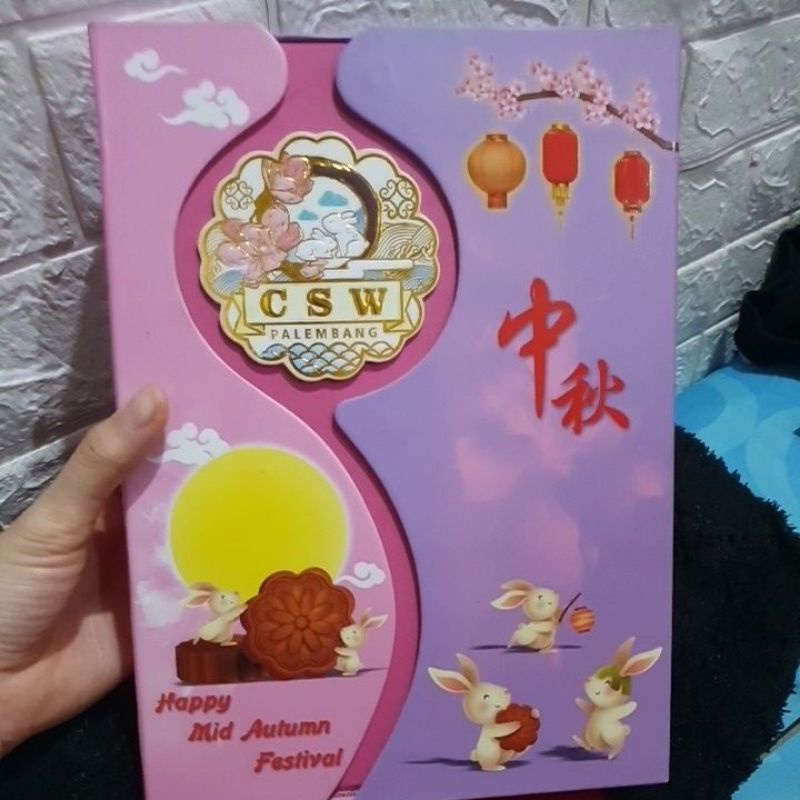 CSW
PALEMBANG
中秋
Happy
Mid Autumn
Festival